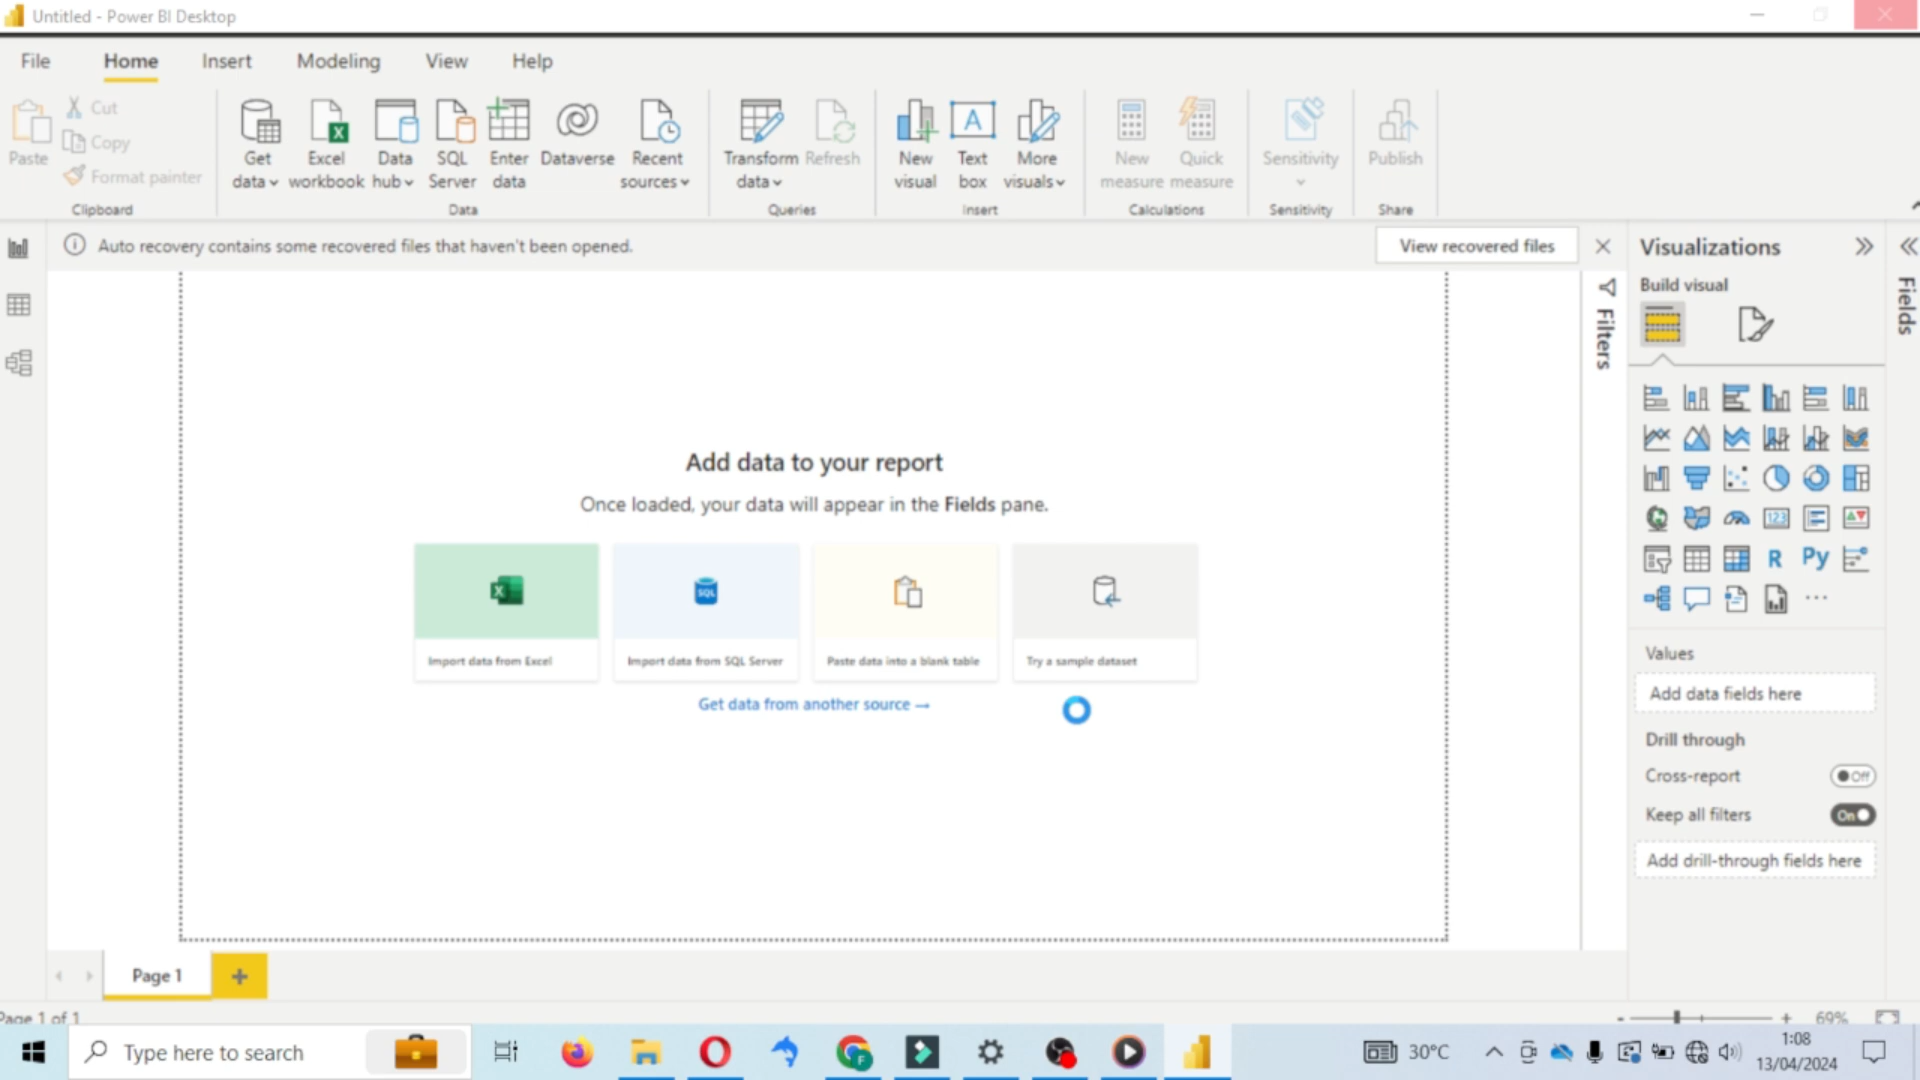 Untitled - Power BI Desktop
File Home Insert Modeling View Help
Paste
Cut
Copy
Format painter
Clipboard
Get data
Excel workbook
Data hub
SQL Server
Enter data
Dataverse
Recent sources
Data
Transform data
Refresh
Queries
New visual
Text box
More visuals
Insert
New measure
Quick measure
Calculations
Sensitivity
Sensitivity
Publish
Share
Auto recovery contains some recovered files that haven't been opened.
View recovered files
Filters
Visualizations
Build visual
Fields
Add data to your report
Once loaded, your data will appear in the Fields pane.
SQL
Import data from Excel
Import data from SQL Server
Paste data into a blank table
Try a sample dataset
Get data from another source →
123
R
Py
...
Values
Add data fields here
Drill through
Cross-report
Off
Keep all filters
On
Add drill-through fields here
Page 1
+
Page 1 of 1
- + 69%
Type here to search
30°C
1:08
13/04/2024